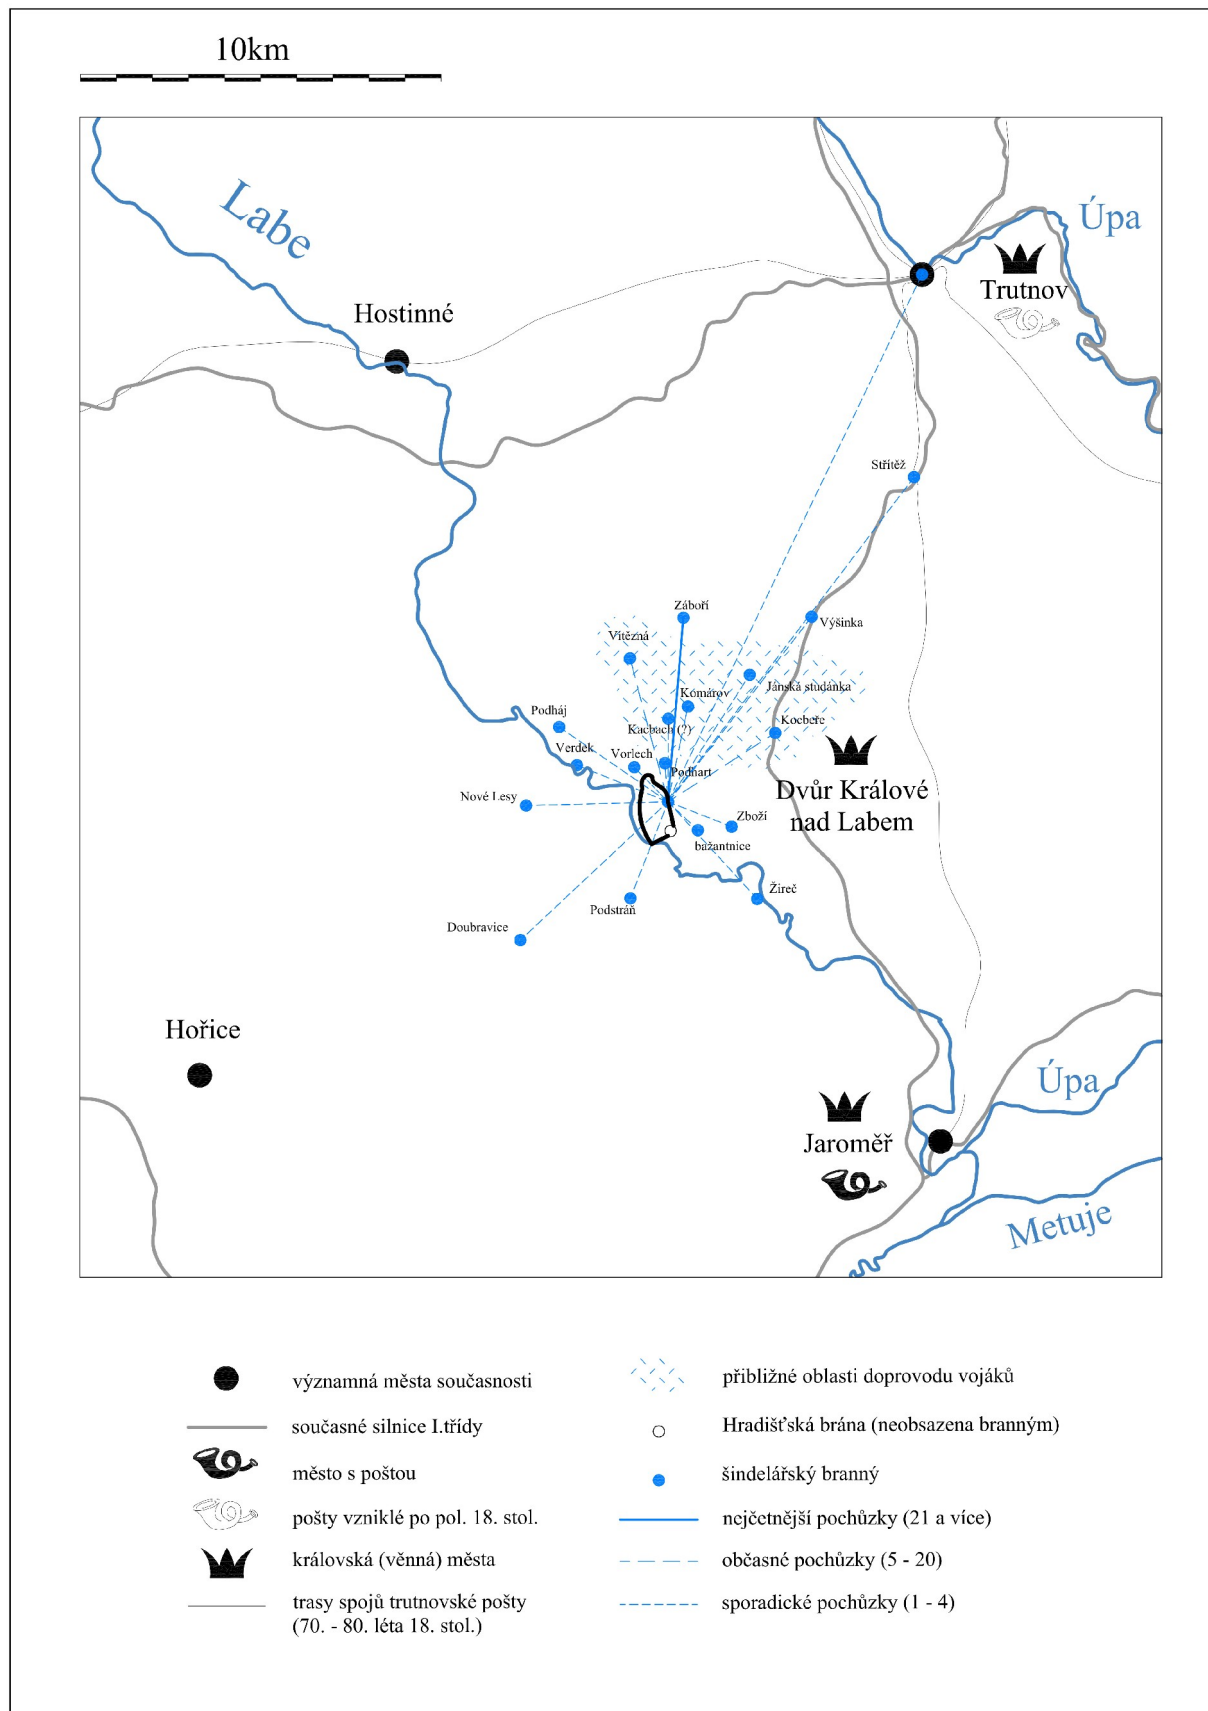 10km
Labe
Úpa
Trutnov
Hostinné
Střítěž
Záboří
Výšinka
Vítězná
Jánská studánka
Komárov
Kacbach (?)
Kocbeře
Podháj
Verdek
Vorlech
Podhart
Dvůr Králové
nad Labem
Nové Lesy
Zboží
bažantnice
Žireč
Podstráň
Doubravice
Hořice
Úpa
Jaroměř
Metuje
významná města současnosti
současné silnice I.třídy
město s poštou
pošty vzniklé po pol. 18. stol.
královská (věnná) města
trasy spojů trutnovské pošty
(70. - 80. léta 18. stol.)
přibližné oblasti doprovodu vojáků
Hradišťská brána (neobsazena branným)
šindelářský branný
nejčetnější pochůzky (21 a více)
občasné pochůzky (5 - 20)
sporadické pochůzky (1 - 4)